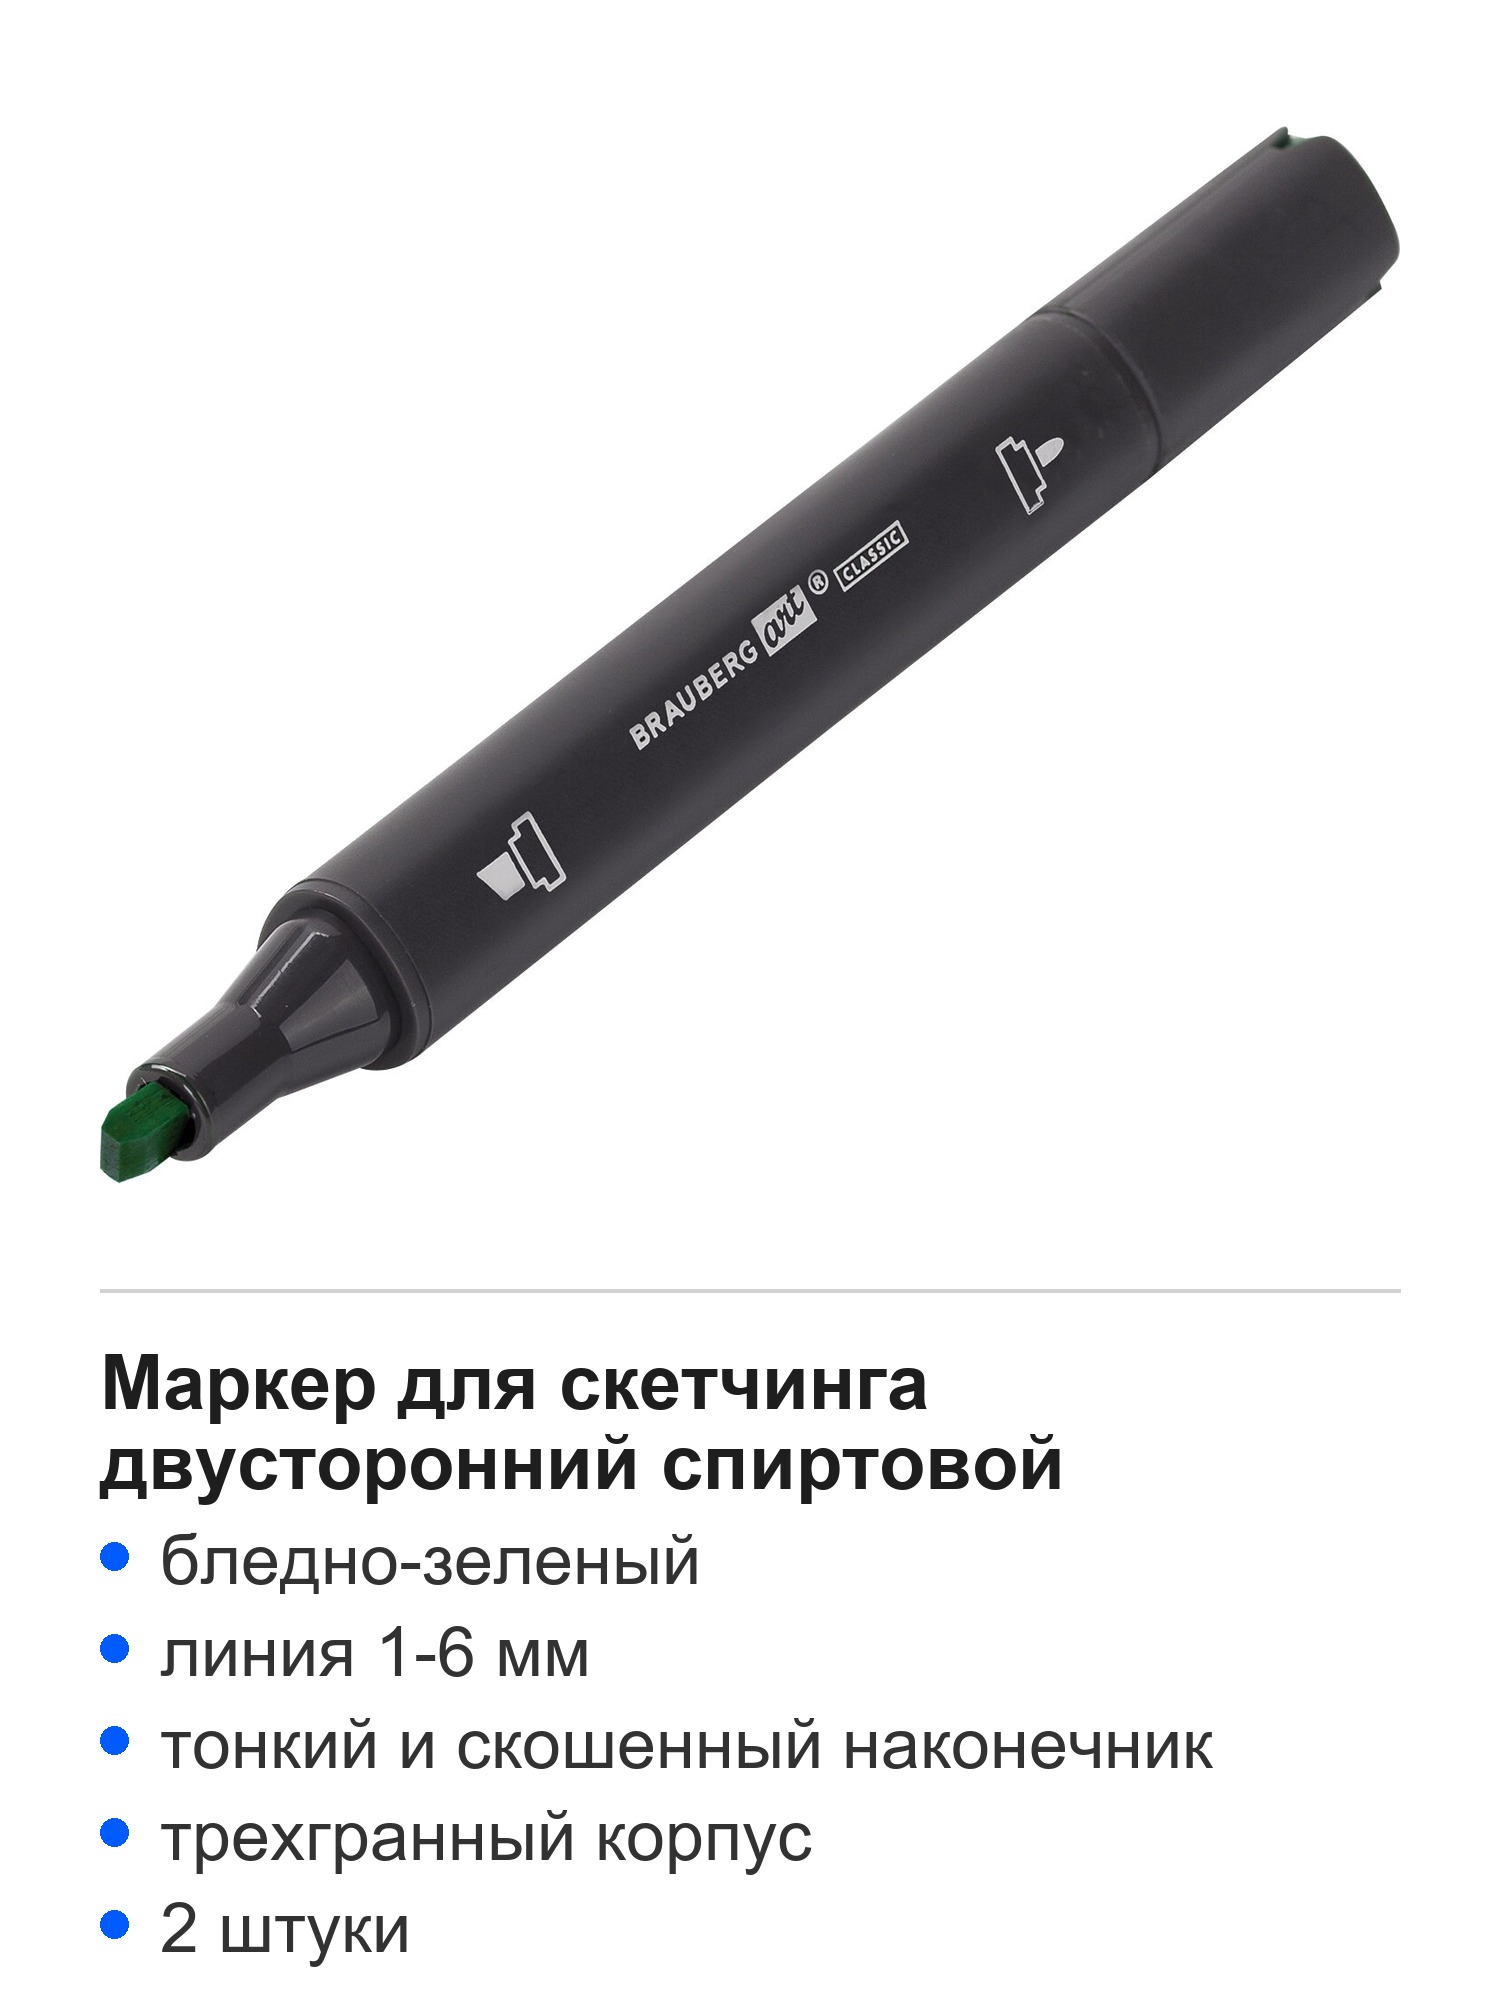 BRAUBERG art® CLASSIC
Маркер для скетчинга
двусторонний спиртовой
бледно-зеленый
линия 1-6 мм
тонкий и скошенный наконечник
трехгранный корпус
2 штуки